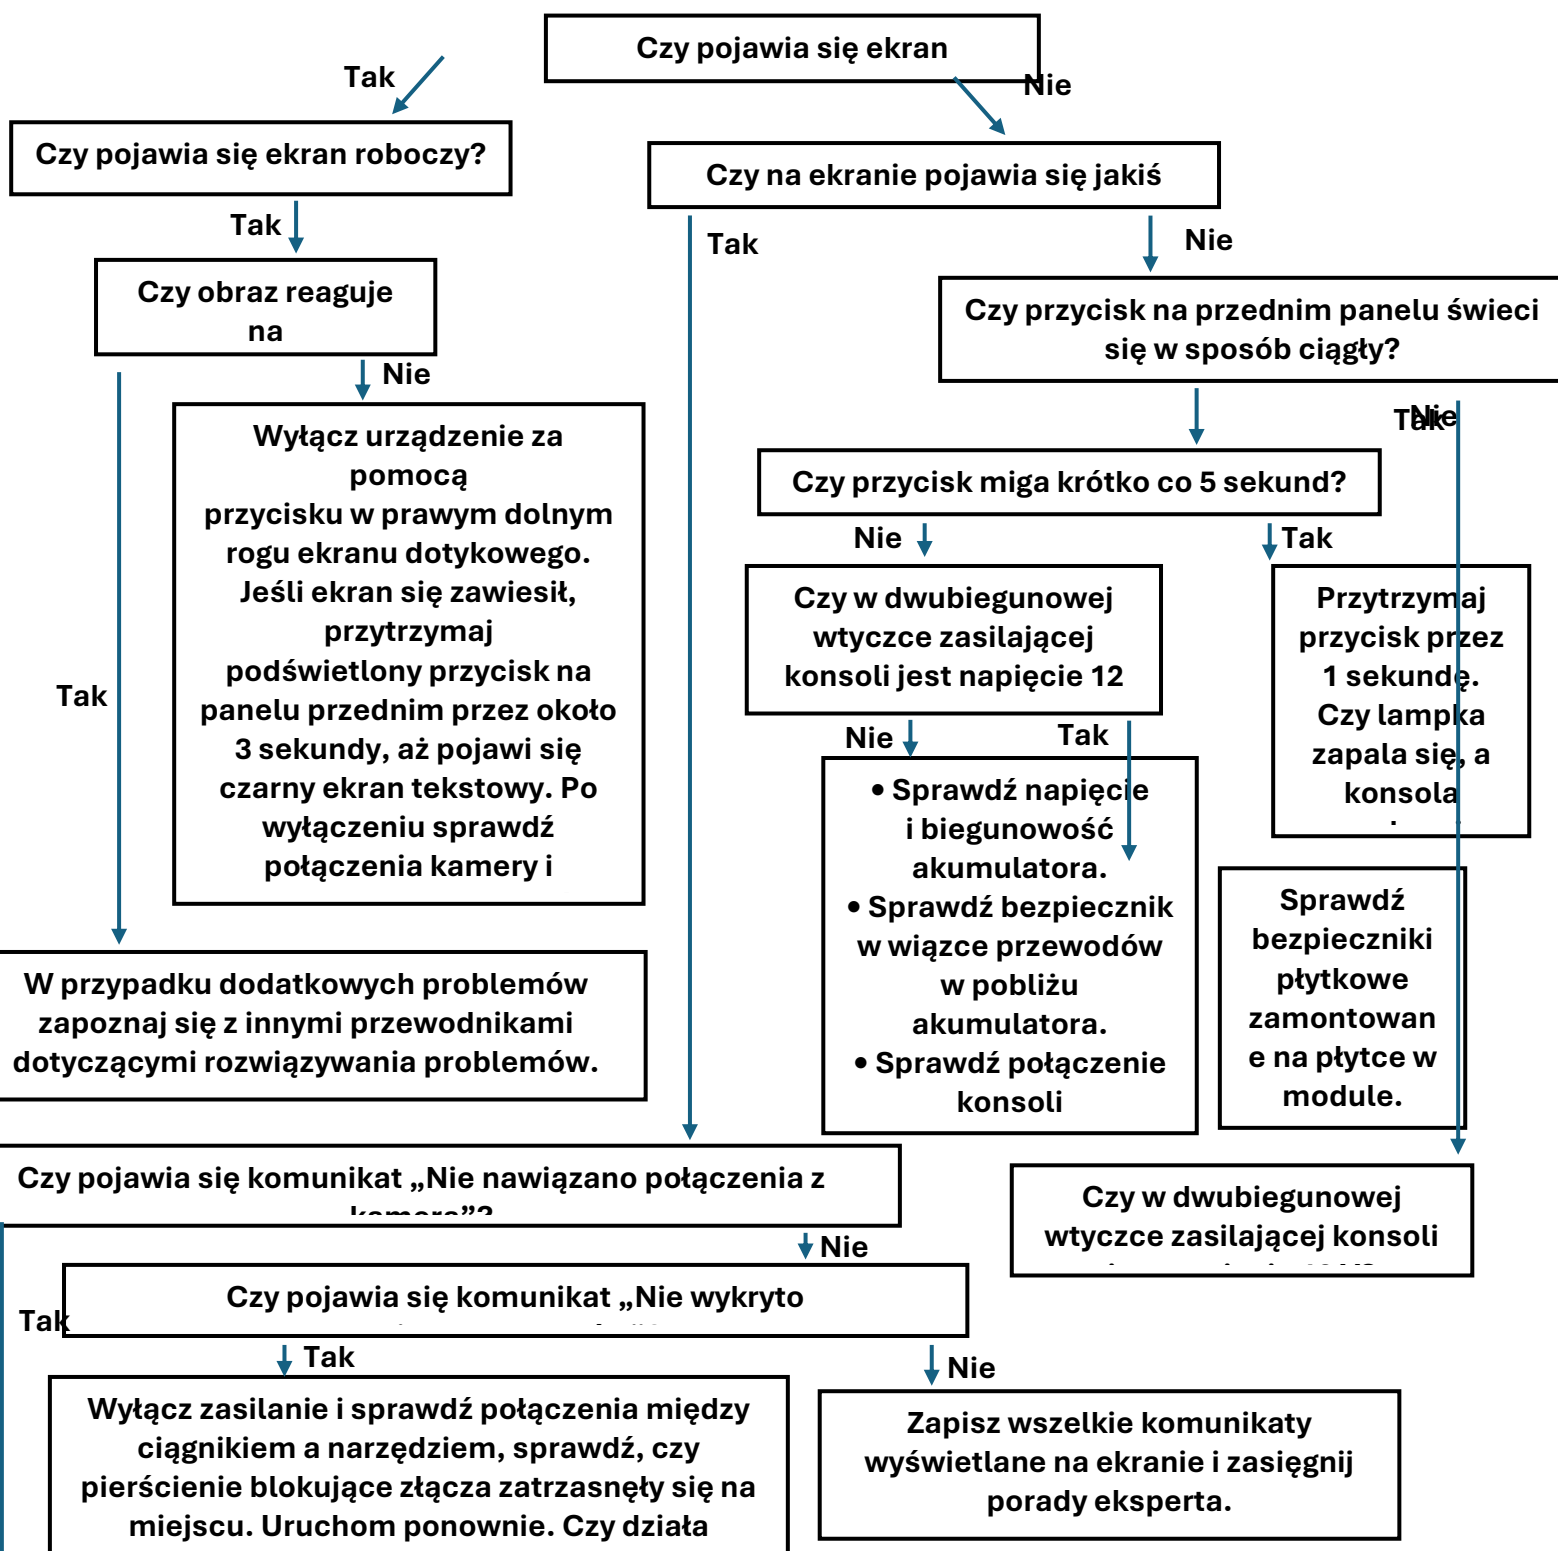 Czy pojawia się ekran
Tak
Nie
Czy pojawia się ekran roboczy?
Czy na ekranie pojawia się jakiś
Tak
Tak
Nie
Czy obraz reaguje
na
Czy przycisk na przednim panelu świeci
się w sposób ciągły?
Nie
Tak
Nie
Wyłącz urządzenie za
pomocą
przycisku w prawym dolnym
rogu ekranu dotykowego.
Jeśli ekran się zawiesił,
przytrzymaj
podświetlony przycisk na
panelu przednim przez około
3 sekundy, aż pojawi się
czarny ekran tekstowy. Po
wyłączeniu sprawdź
połączenia kamery i
Czy przycisk miga krótko co 5 sekund?
Nie
Tak
Czy w dwubiegunowej
wtyczce zasilającej
konsoli jest napięcie 12
Przytrzymaj
przycisk przez
1 sekundę.
Czy lampka
zapala się, a
konsola
Tak
Nie
Tak
• Sprawdź napięcie
i biegunowość
akumulatora.
• Sprawdź bezpiecznik
w wiązce przewodów
w pobliżu
akumulatora.
• Sprawdź połączenie
konsoli
Sprawdź
bezpieczniki
płytkowe
zamontowan
e na płytce w
module.
W przypadku dodatkowych problemów
zapoznaj się z innymi przewodnikami
dotyczącymi rozwiązywania problemów.
Czy pojawia się komunikat „Nie nawiązano połączenia z
Czy w dwubiegunowej
wtyczce zasilającej konsoli
Nie
Czy pojawia się komunikat „Nie wykryto
Tak
Tak
Nie
Wyłącz zasilanie i sprawdź połączenia między
ciągnikiem a narzędziem, sprawdź, czy
pierścienie blokujące złącza zatrzasnęły się na
miejscu. Uruchom ponownie. Czy działa
Zapisz wszelkie komunikaty
wyświetlane na ekranie i zasięgnij
porady eksperta.